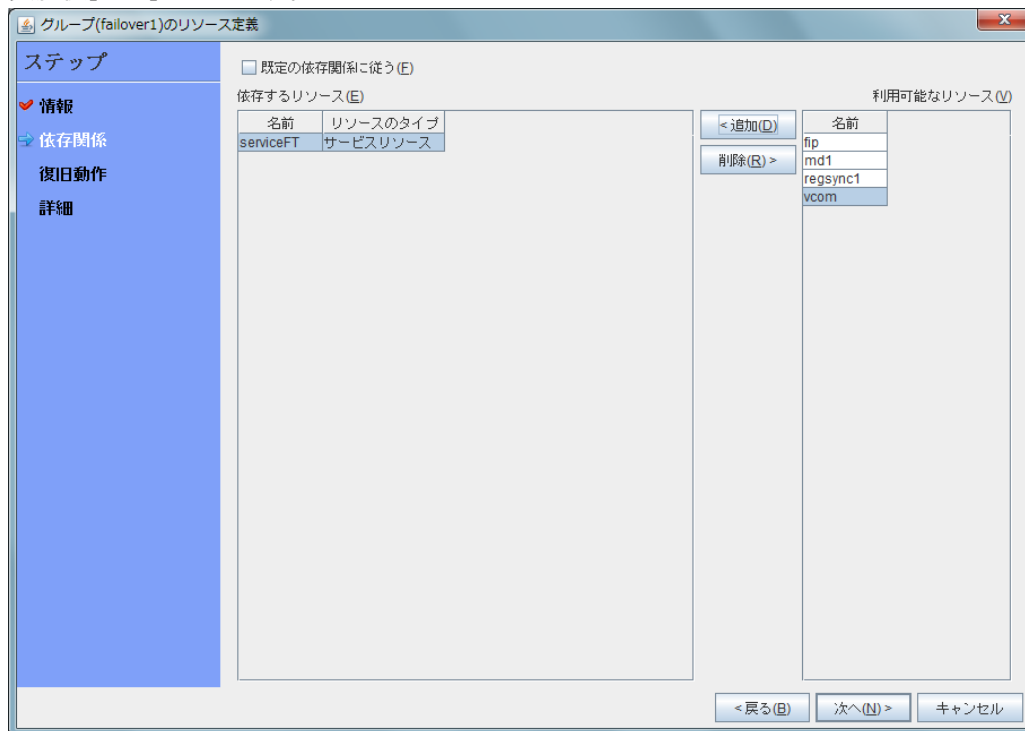 グループ(failover1)のリソース定義
ステップ
情報
依存関係
復旧動作
詳細
既定の依存関係に従う(F)
依存するリソース(E)
名前 リソースのタイプ
serviceFT サービスリソース
<追加(D)
削除(R) >
利用可能なリソース(V)
名前
fip
md1
regsync1
vcom
<戻る(B)
次へ(N) >
キャンセル